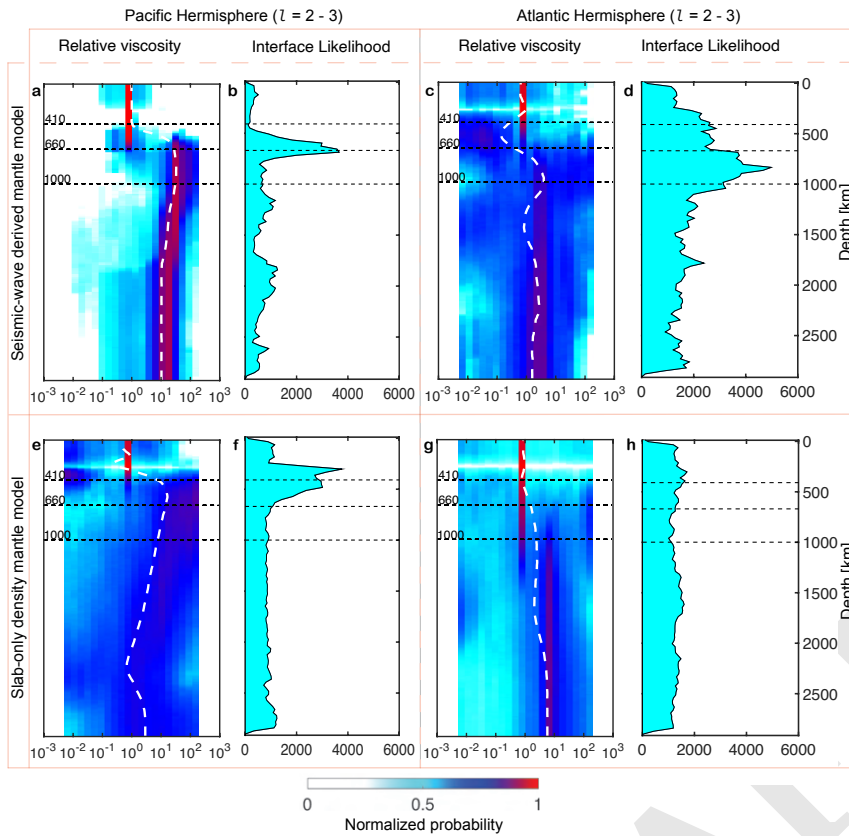 Pacific Hermisphere (l = 2 - 3) Atlantic Hermisphere (l = 2 - 3)
Relative viscosity Interface Likelihood Relative viscosity Interface Likelihood
Seismic-wave derived mantle model
a b c d
410 410 0
660 660 500
1000 1000 1000
1500
2000
2500
Depth [km]
10⁻³ 10⁻² 10⁻¹ 10⁰ 10¹ 10² 10³ 0 2000 4000 6000 10⁻³ 10⁻² 10⁻¹ 10⁰ 10¹ 10² 10³ 0 2000 4000 6000
Slab-only density mantle model
e f g h
410 410 0
660 660 500
1000 1000 1000
1500
2000
2500
Depth [km]
10⁻³ 10⁻² 10⁻¹ 10⁰ 10¹ 10² 10³ 0 2000 4000 6000 10⁻³ 10⁻² 10⁻¹ 10⁰ 10¹ 10² 10³ 0 2000 4000 6000
0 0.5 1
Normalized probability